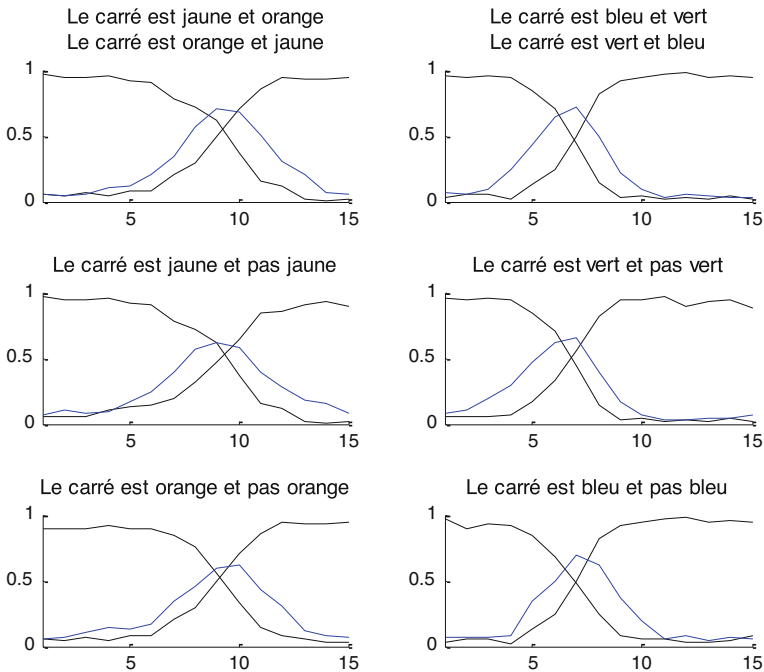 Le carré est jaune et orange
Le carré est orange et jaune
1
0.5
0
5 10 15
Le carré est bleu et vert
Le carré est vert et bleu
1
0.5
0
5 10 15
Le carré est jaune et pas jaune
1
0.5
0
5 10 15
Le carré est vert et pas vert
1
0.5
0
5 10 15
Le carré est orange et pas orange
1
0.5
0
5 10 15
Le carré est bleu et pas bleu
1
0.5
0
5 10 15